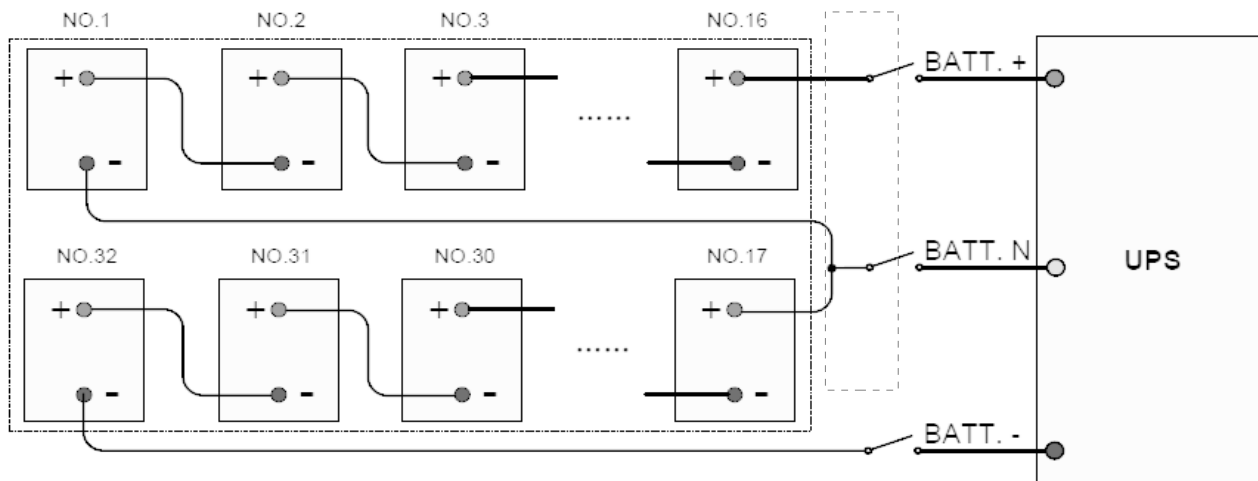 NO.1 NO.2 NO.3 NO.16
+ + + + BATT. +
......
- - - -
NO.32 NO.31 NO.30 NO.17 BATT. N UPS
+ + + +
......
- - - -
BATT. -